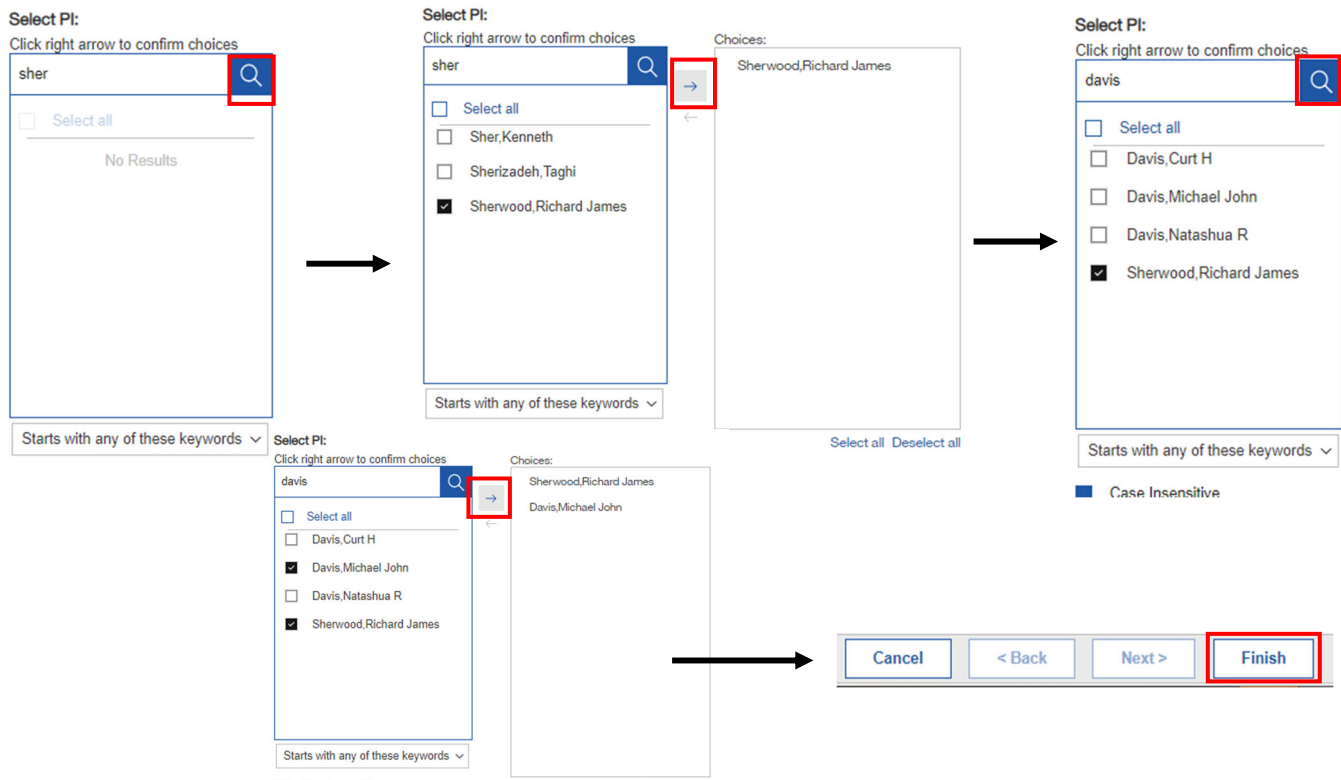 Select PI:
Click right arrow to confirm choices
sher
Select all
No Results
Starts with any of these keywords
Select PI:
Click right arrow to confirm choices
sher
Select all
Sher,Kenneth
Sherizadeh,Taghi
Sherwood,Richard James
Starts with any of these keywords
Choices:
Sherwood,Richard James
Select all Deselect all
Select PI:
Click right arrow to confirm choices
davis
Select all
Davis,Curt H
Davis,Michael John
Davis,Natashua R
Sherwood,Richard James
Starts with any of these keywords
Case Insensitive
Select PI:
Click right arrow to confirm choices
davis
Select all
Davis,Curt H
Davis,Michael John
Davis,Natashua R
Sherwood,Richard James
Starts with any of these keywords
Choices:
Sherwood,Richard James
Davis,Michael John
Cancel < Back Next > Finish